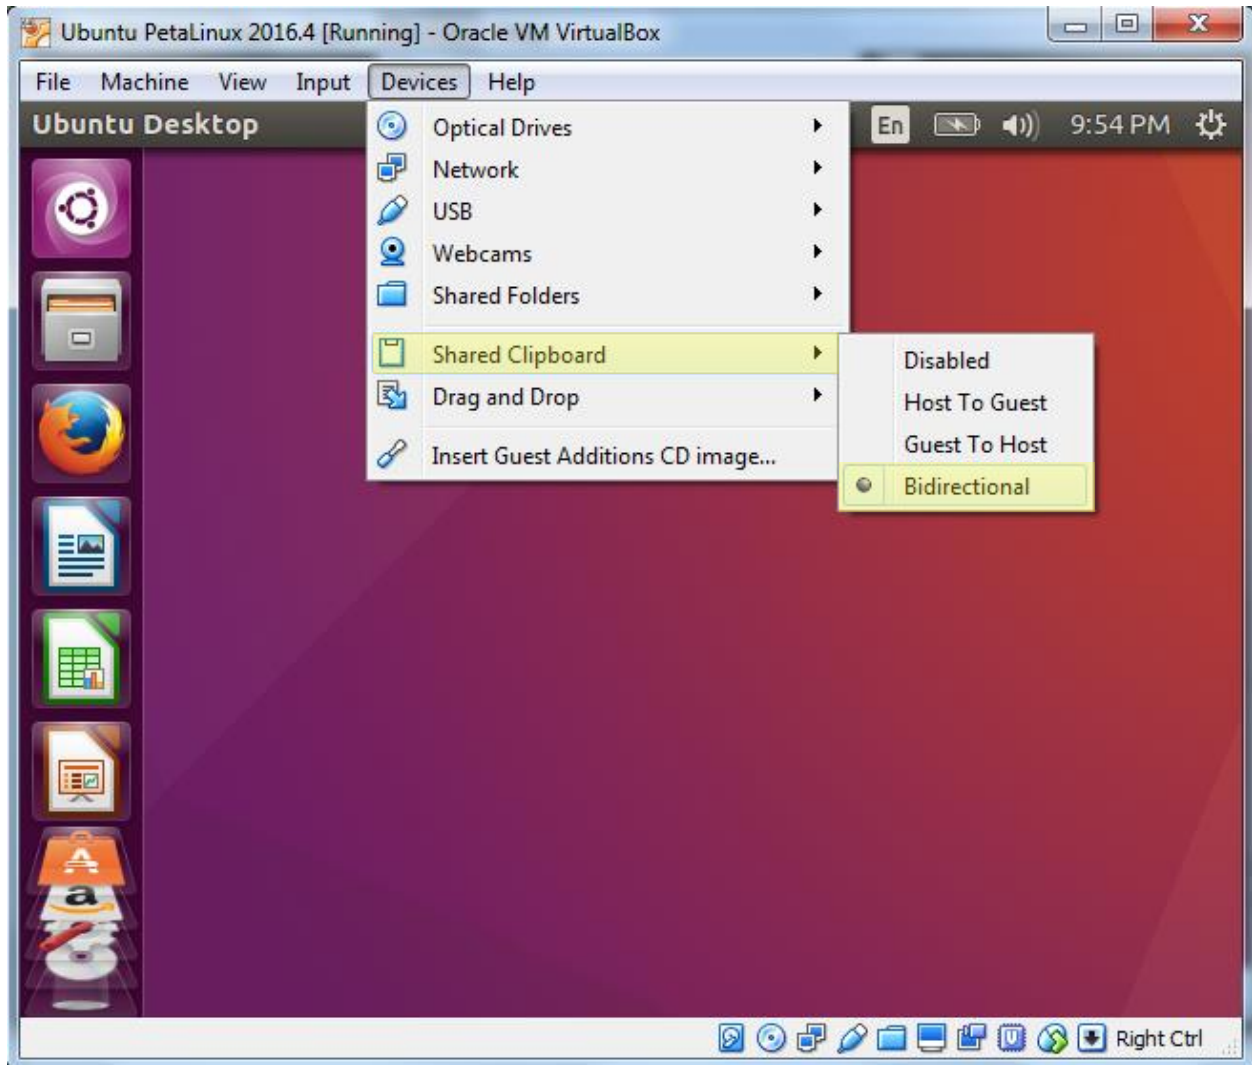 Ubuntu PetaLinux 2016.4 [Running] - Oracle VM VirtualBox
File Machine View Input Devices Help
Ubuntu Desktop En 9:54 PM
Optical Drives
Network
USB
Webcams
Shared Folders
Shared Clipboard
Drag and Drop
Insert Guest Additions CD image...
Disabled
Host To Guest
Guest To Host
Bidirectional
A
a
Right Ctrl